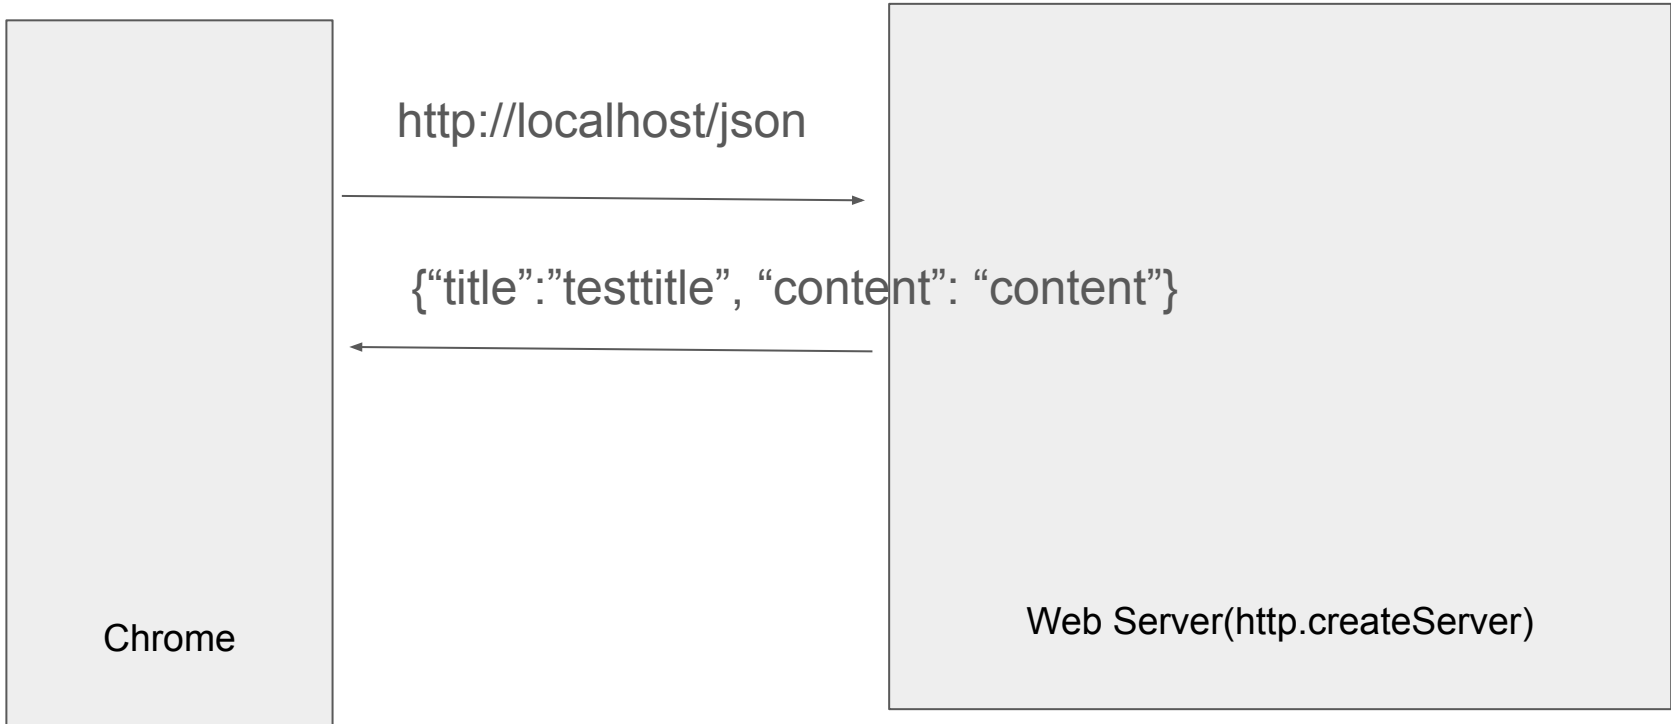 http://localhost/json
{“title”:”testtitle”, “content”: “content”}
Chrome
Web Server(http.createServer)